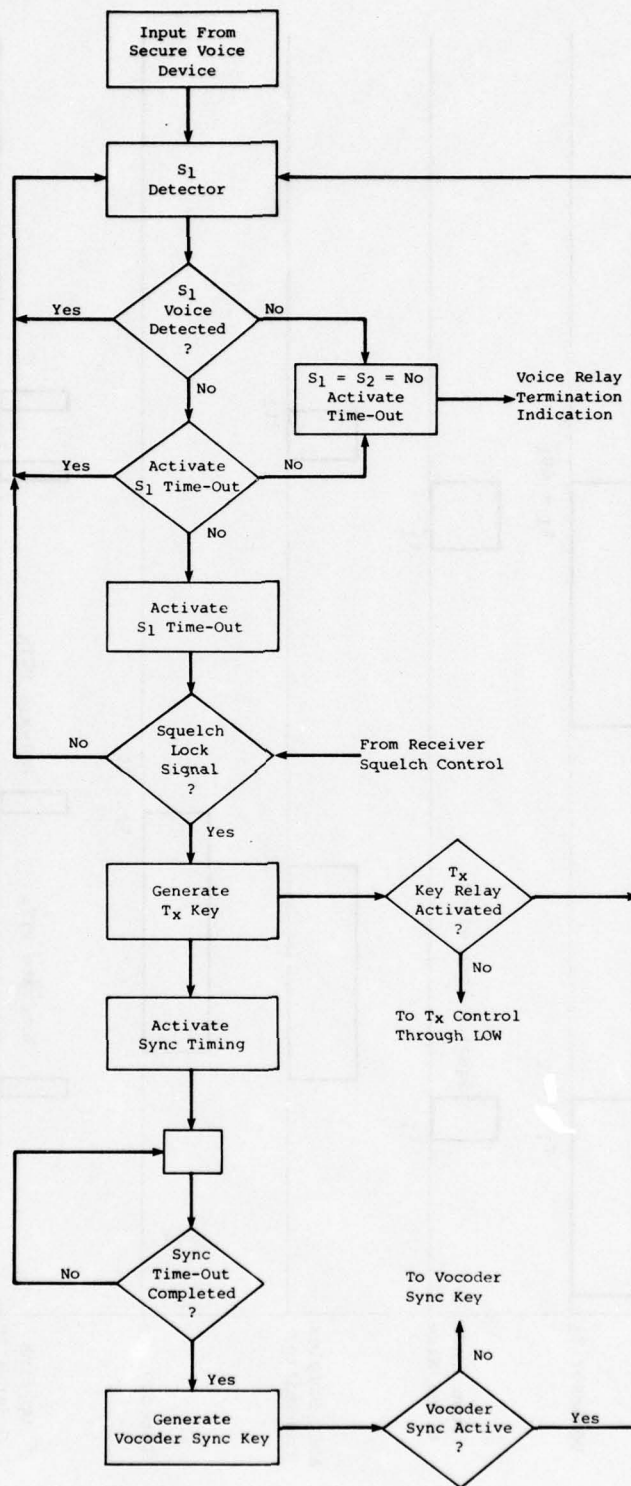 Input From
Secure Voice
Device
S1
Detector
S1
Voice
Detected
?
Yes
No
No
S1 = S2 = No
Activate
Time-Out
Voice Relay
Termination
Indication
Activate
S1 Time-Out
Yes
No
No
Activate
S1 Time-Out
Squelch
Lock
Signal
?
No
From Receiver
Squelch Control
Yes
Generate
Tx Key
Tx
Key Relay
Activated
?
No
To Tx Control
Through LOW
Activate
Sync Timing
Sync
Time-Out
Completed
?
No
Yes
To Vocoder
Sync Key
No
Generate
Vocoder Sync Key
Vocoder
Sync Active
?
Yes